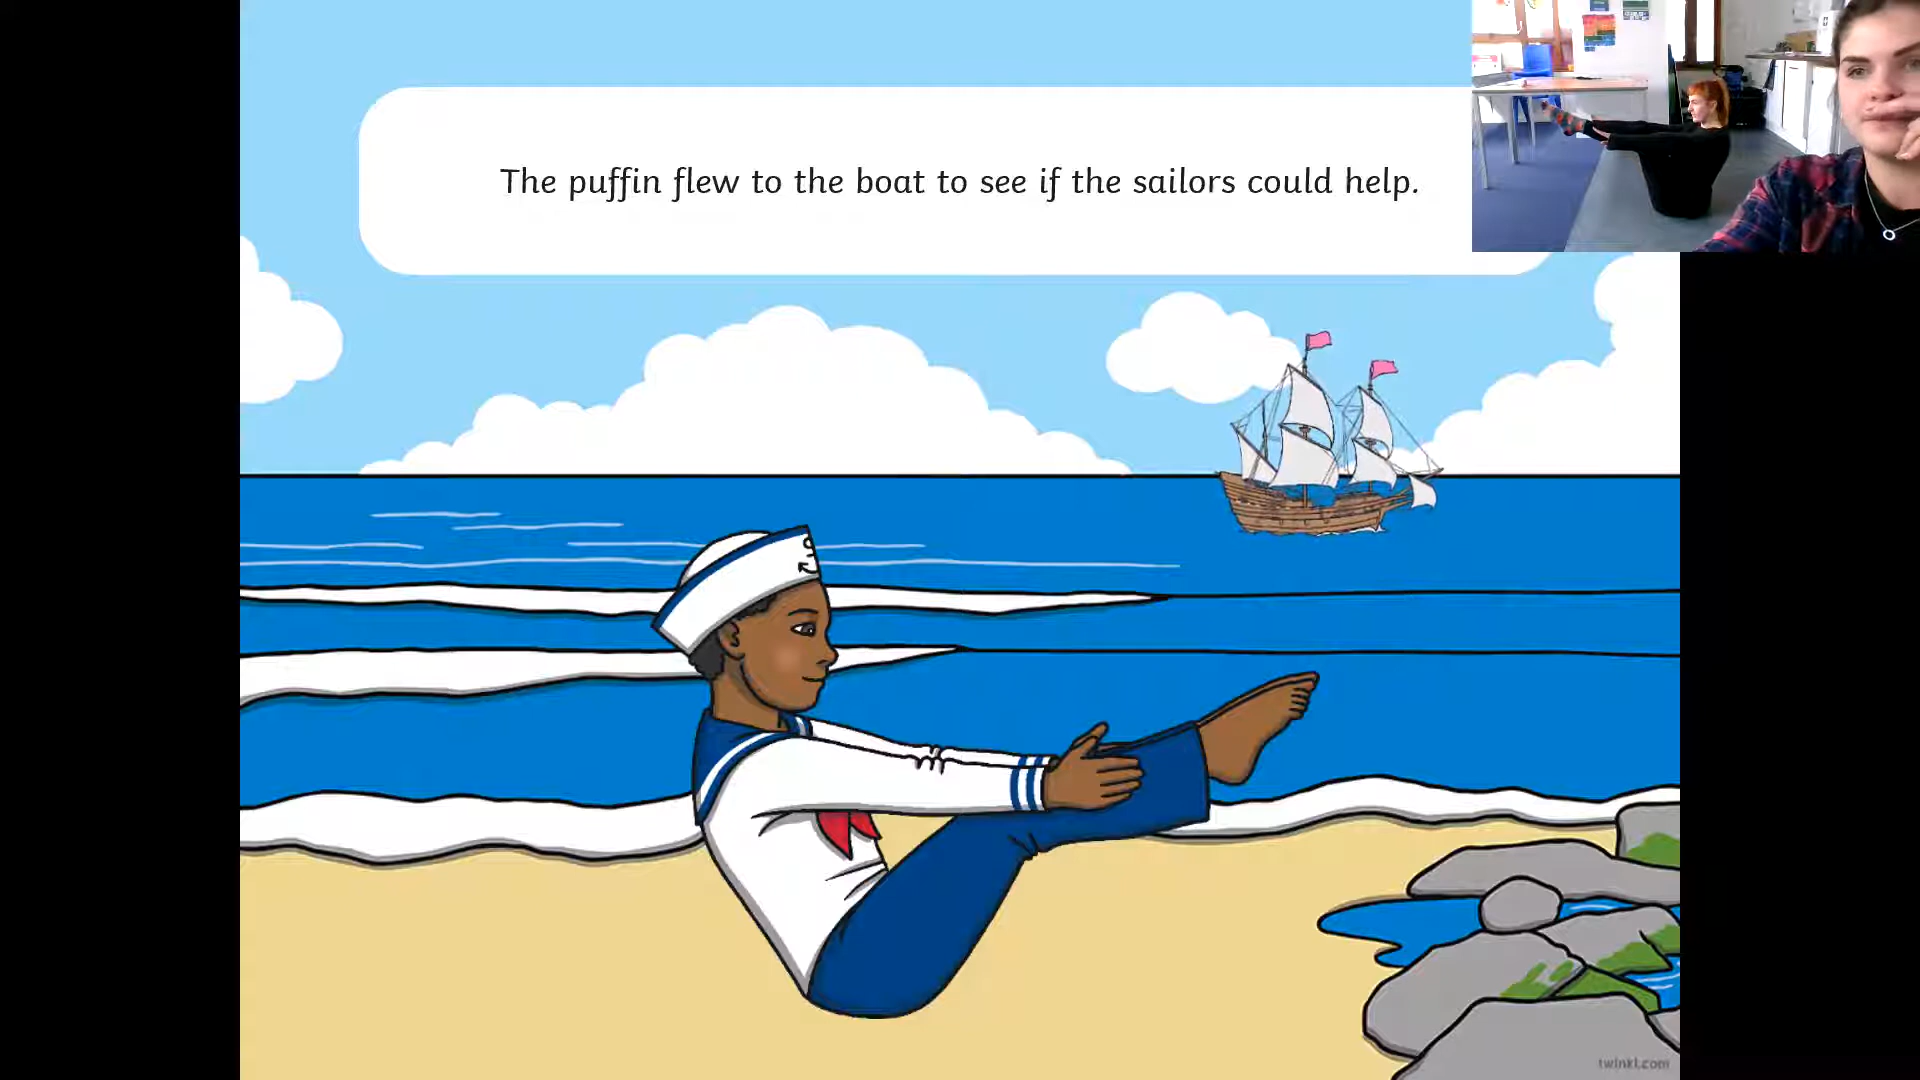 The puffin flew to the boat to see if the sailors could help.
twinkl.com